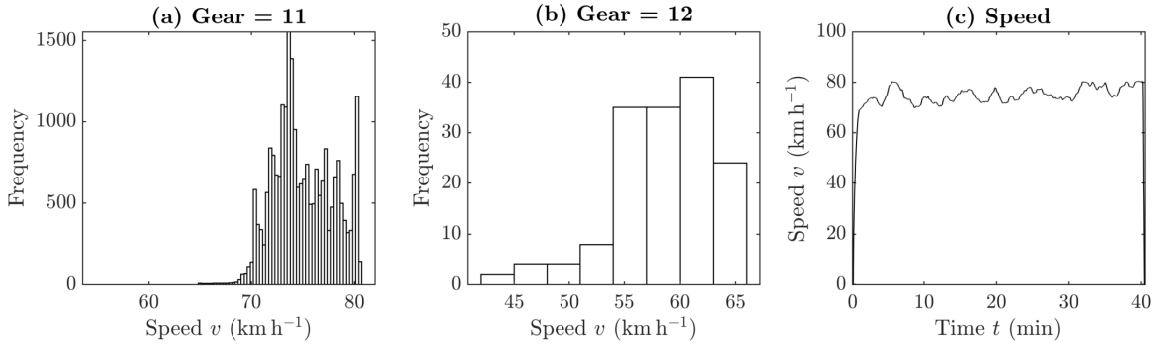 (a) Gear = 11
1500
1000
500
0
Frequency
60 70 80
Speed v (km h⁻¹)
(b) Gear = 12
50
40
30
20
10
0
Frequency
45 50 55 60 65
Speed v (km h⁻¹)
(c) Speed
100
80
60
40
20
0
Speed v (km h⁻¹)
0 10 20 30 40
Time t (min)